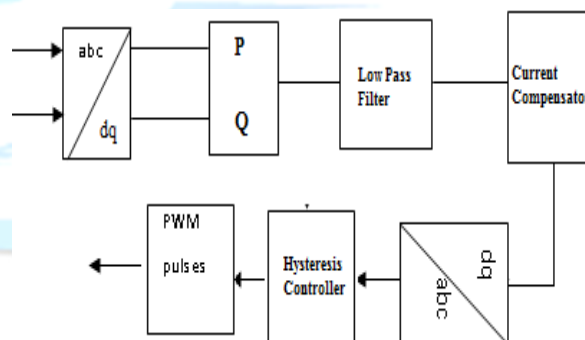 abc
dq
P
Q
Low Pass
Filter
Current
Compensato
PWM
pulses
Hysteresis
Controller
dq
abc